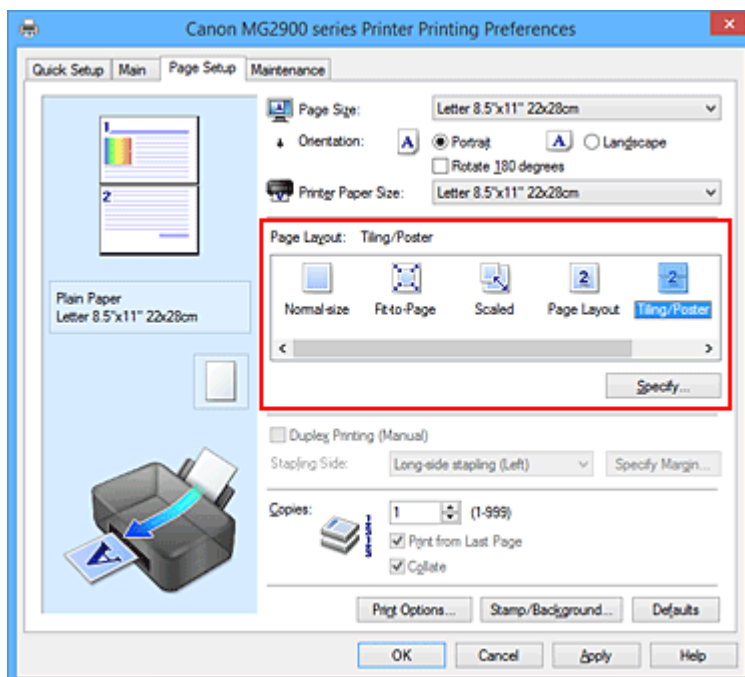 Canon MG2900 series Printer Printing Preferences
Quick Setup Main Page Setup Maintenance
Page Size: Letter 8.5"x11" 22x28cm
Orientation: A Portrait A Landscape
Rotate 180 degrees
Printer Paper Size: Letter 8.5"x11" 22x28cm
1
2
Plain Paper
Letter 8.5"x11" 22x28cm
A
Page Layout: Tiling/Poster
2 2
Normal-size Fit-to-Page Scaled Page Layout Tiling/Poster
Specify...
Duplex Printing (Manual)
Stapling Side: Long-side stapling (Left) Specify Margin...
Copies: 1 (1-999)
Print from Last Page
Collate
Print Options... Stamp/Background... Defaults
OK Cancel Apply Help